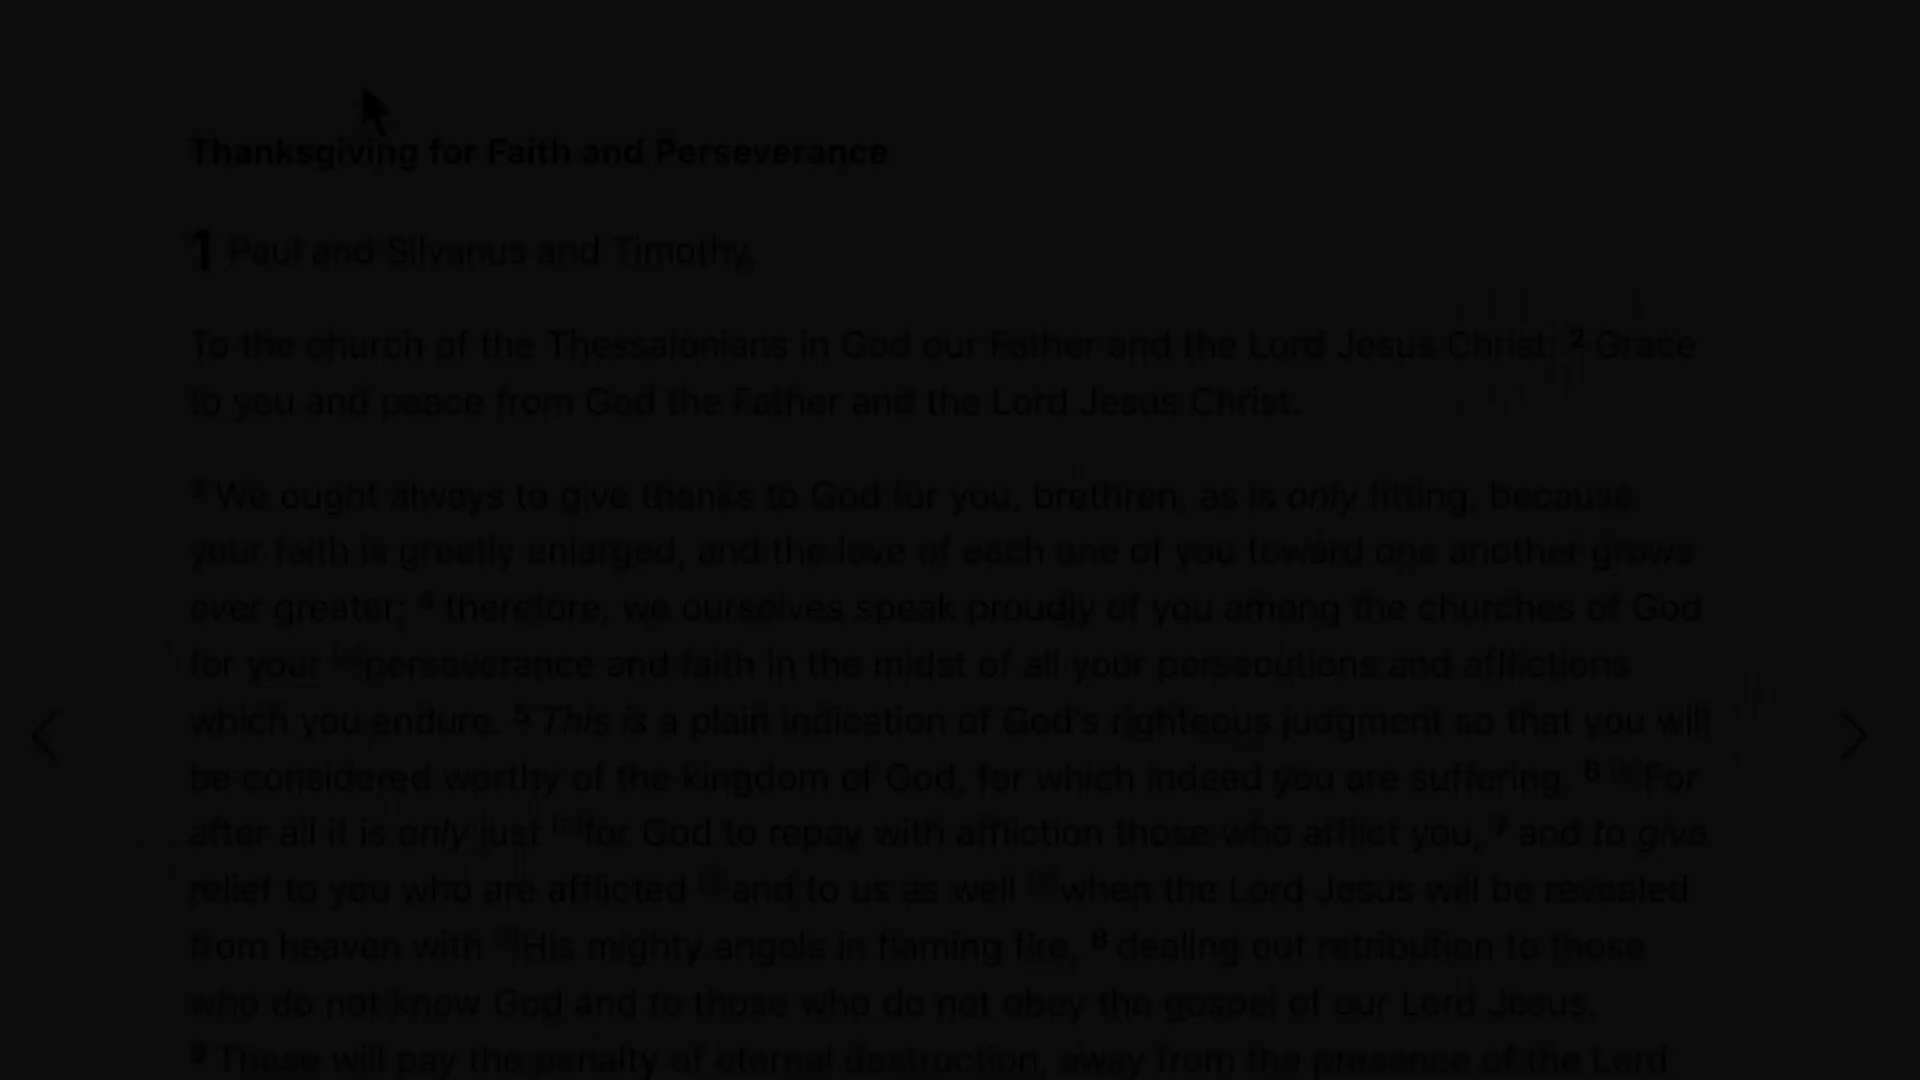 Thanksgiving for Faith and Perseverance
1 Paul and Silvanus and Timothy,
To the church of the Thessalonians in God our Father and the Lord Jesus Christ: 2 Grace
to you and peace from God the Father and the Lord Jesus Christ.
3 We ought always to give thanks to God for you, brethren, as is only fitting, because
your faith is greatly enlarged, and the love of each one of you toward one another grows
ever greater; 4 therefore, we ourselves speak proudly of you among the churches of God
for your [a]perseverance and faith in the midst of all your persecutions and afflictions
which you endure. 5 This is a plain indication of God's righteous judgment so that you will
be considered worthy of the kingdom of God, for which indeed you are suffering. 6 For
after all it is only just for God to repay with affliction those who afflict you, 7 and to give
relief to you who are afflicted and to us as well when the Lord Jesus will be revealed
from heaven with His mighty angels in flaming fire, 8 dealing out retribution to those
who do not know God and to those who do not obey the gospel of our Lord Jesus.
9 These will pay the penalty of eternal destruction, away from the presence of the Lord